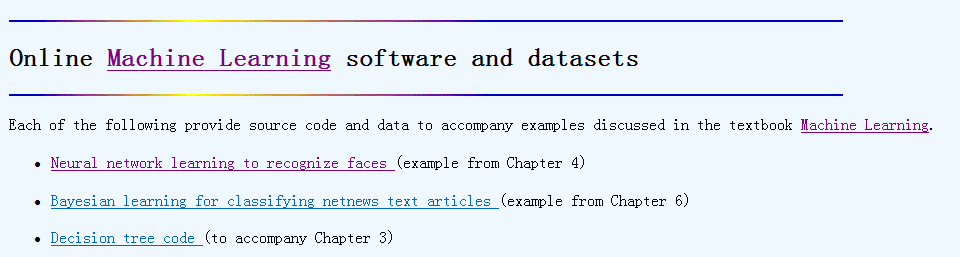 Online Machine Learning software and datasets
Each of the following provide source code and data to accompany examples discussed in the textbook Machine Learning.
Neural network learning to recognize faces (example from Chapter 4)
Bayesian learning for classifying netnews text articles (example from Chapter 6)
Decision tree code (to accompany Chapter 3)